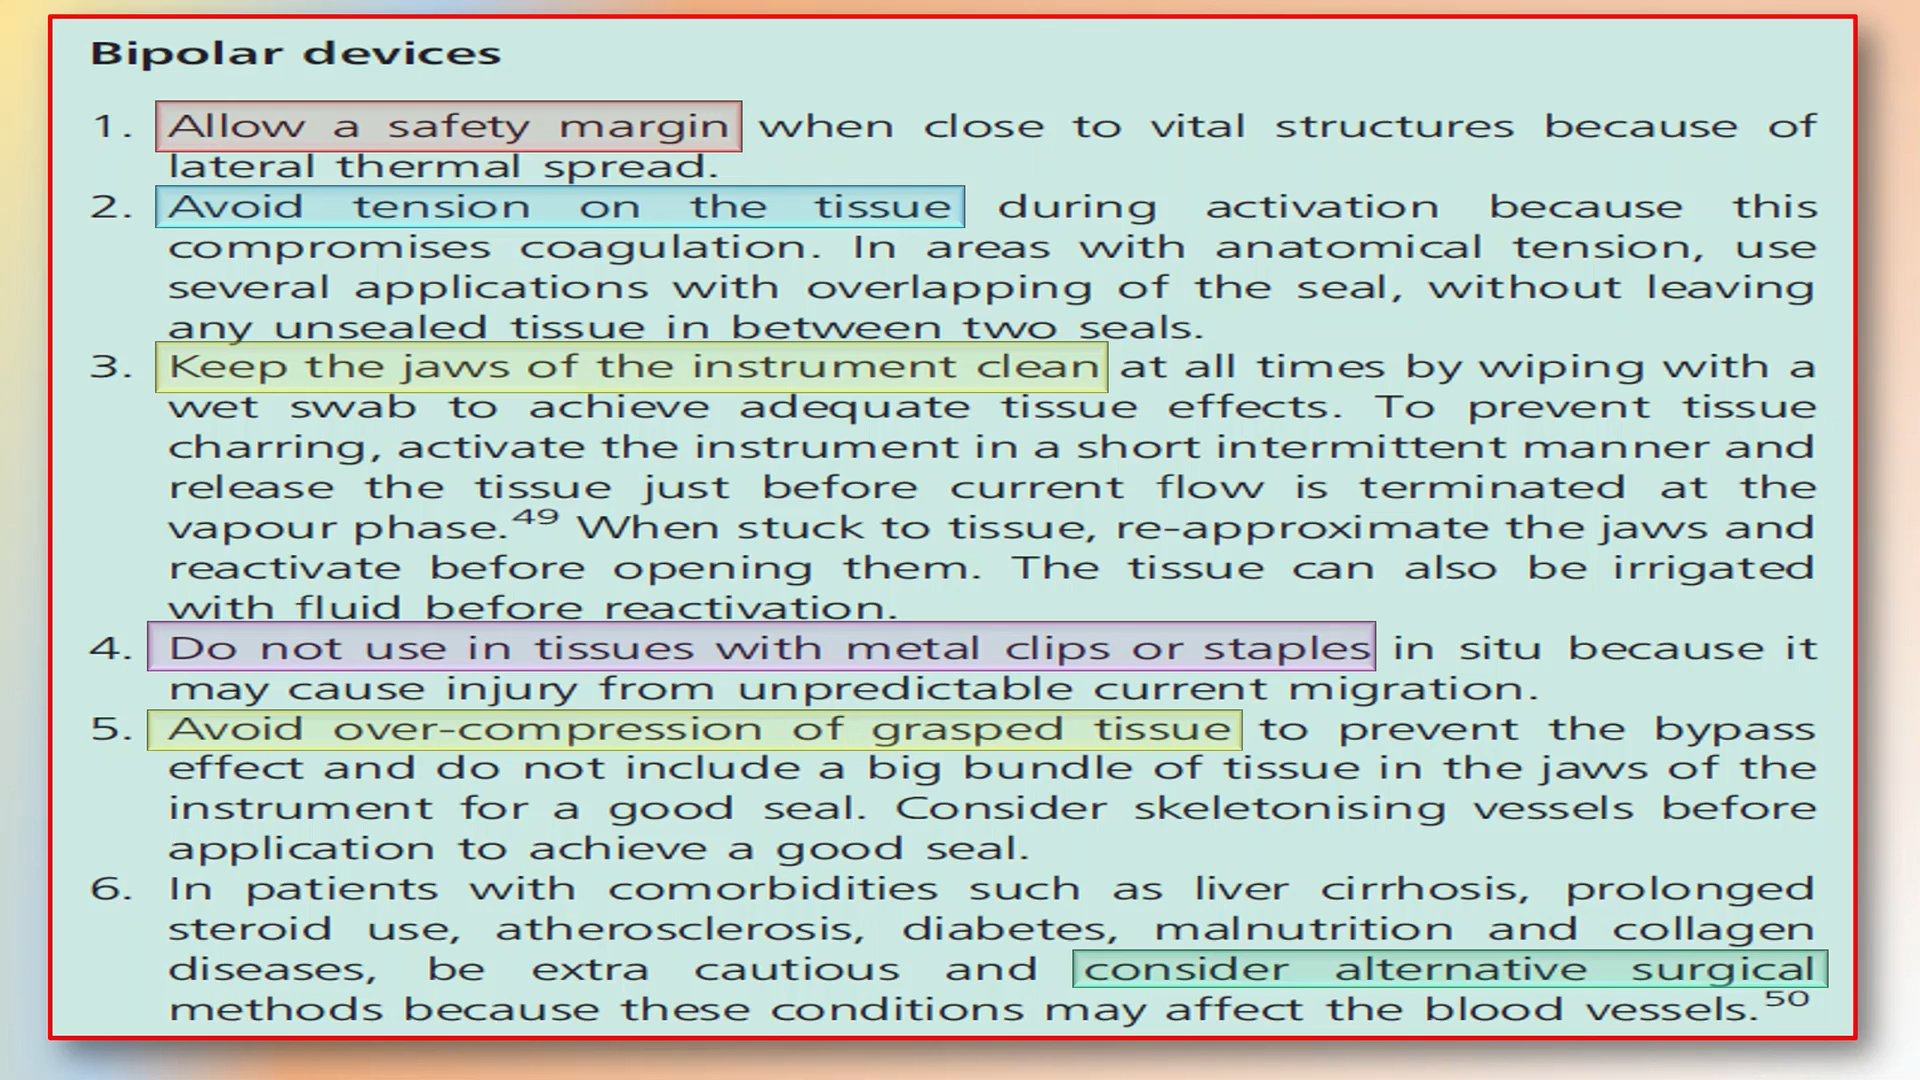 Bipolar devices
1. Allow a safety margin when close to vital structures because of
lateral thermal spread.
2. Avoid tension on the tissue during activation because this
compromises coagulation. In areas with anatomical tension, use
several applications with overlapping of the seal, without leaving
any unsealed tissue in between two seals.
3. Keep the jaws of the instrument clean at all times by wiping with a
wet swab to achieve adequate tissue effects. To prevent tissue
charring, activate the instrument in a short intermittent manner and
release the tissue just before current flow is terminated at the
vapour phase.49 When stuck to tissue, re-approximate the jaws and
reactivate before opening them. The tissue can also be irrigated
with fluid before reactivation.
4. Do not use in tissues with metal clips or staples in situ because it
may cause injury from unpredictable current migration.
5. Avoid over-compression of grasped tissue to prevent the bypass
effect and do not include a big bundle of tissue in the jaws of the
instrument for a good seal. Consider skeletonising vessels before
application to achieve a good seal.
6. In patients with comorbidities such as liver cirrhosis, prolonged
steroid use, atherosclerosis, diabetes, malnutrition and collagen
diseases, be extra cautious and consider alternative surgical
methods because these conditions may affect the blood vessels.50